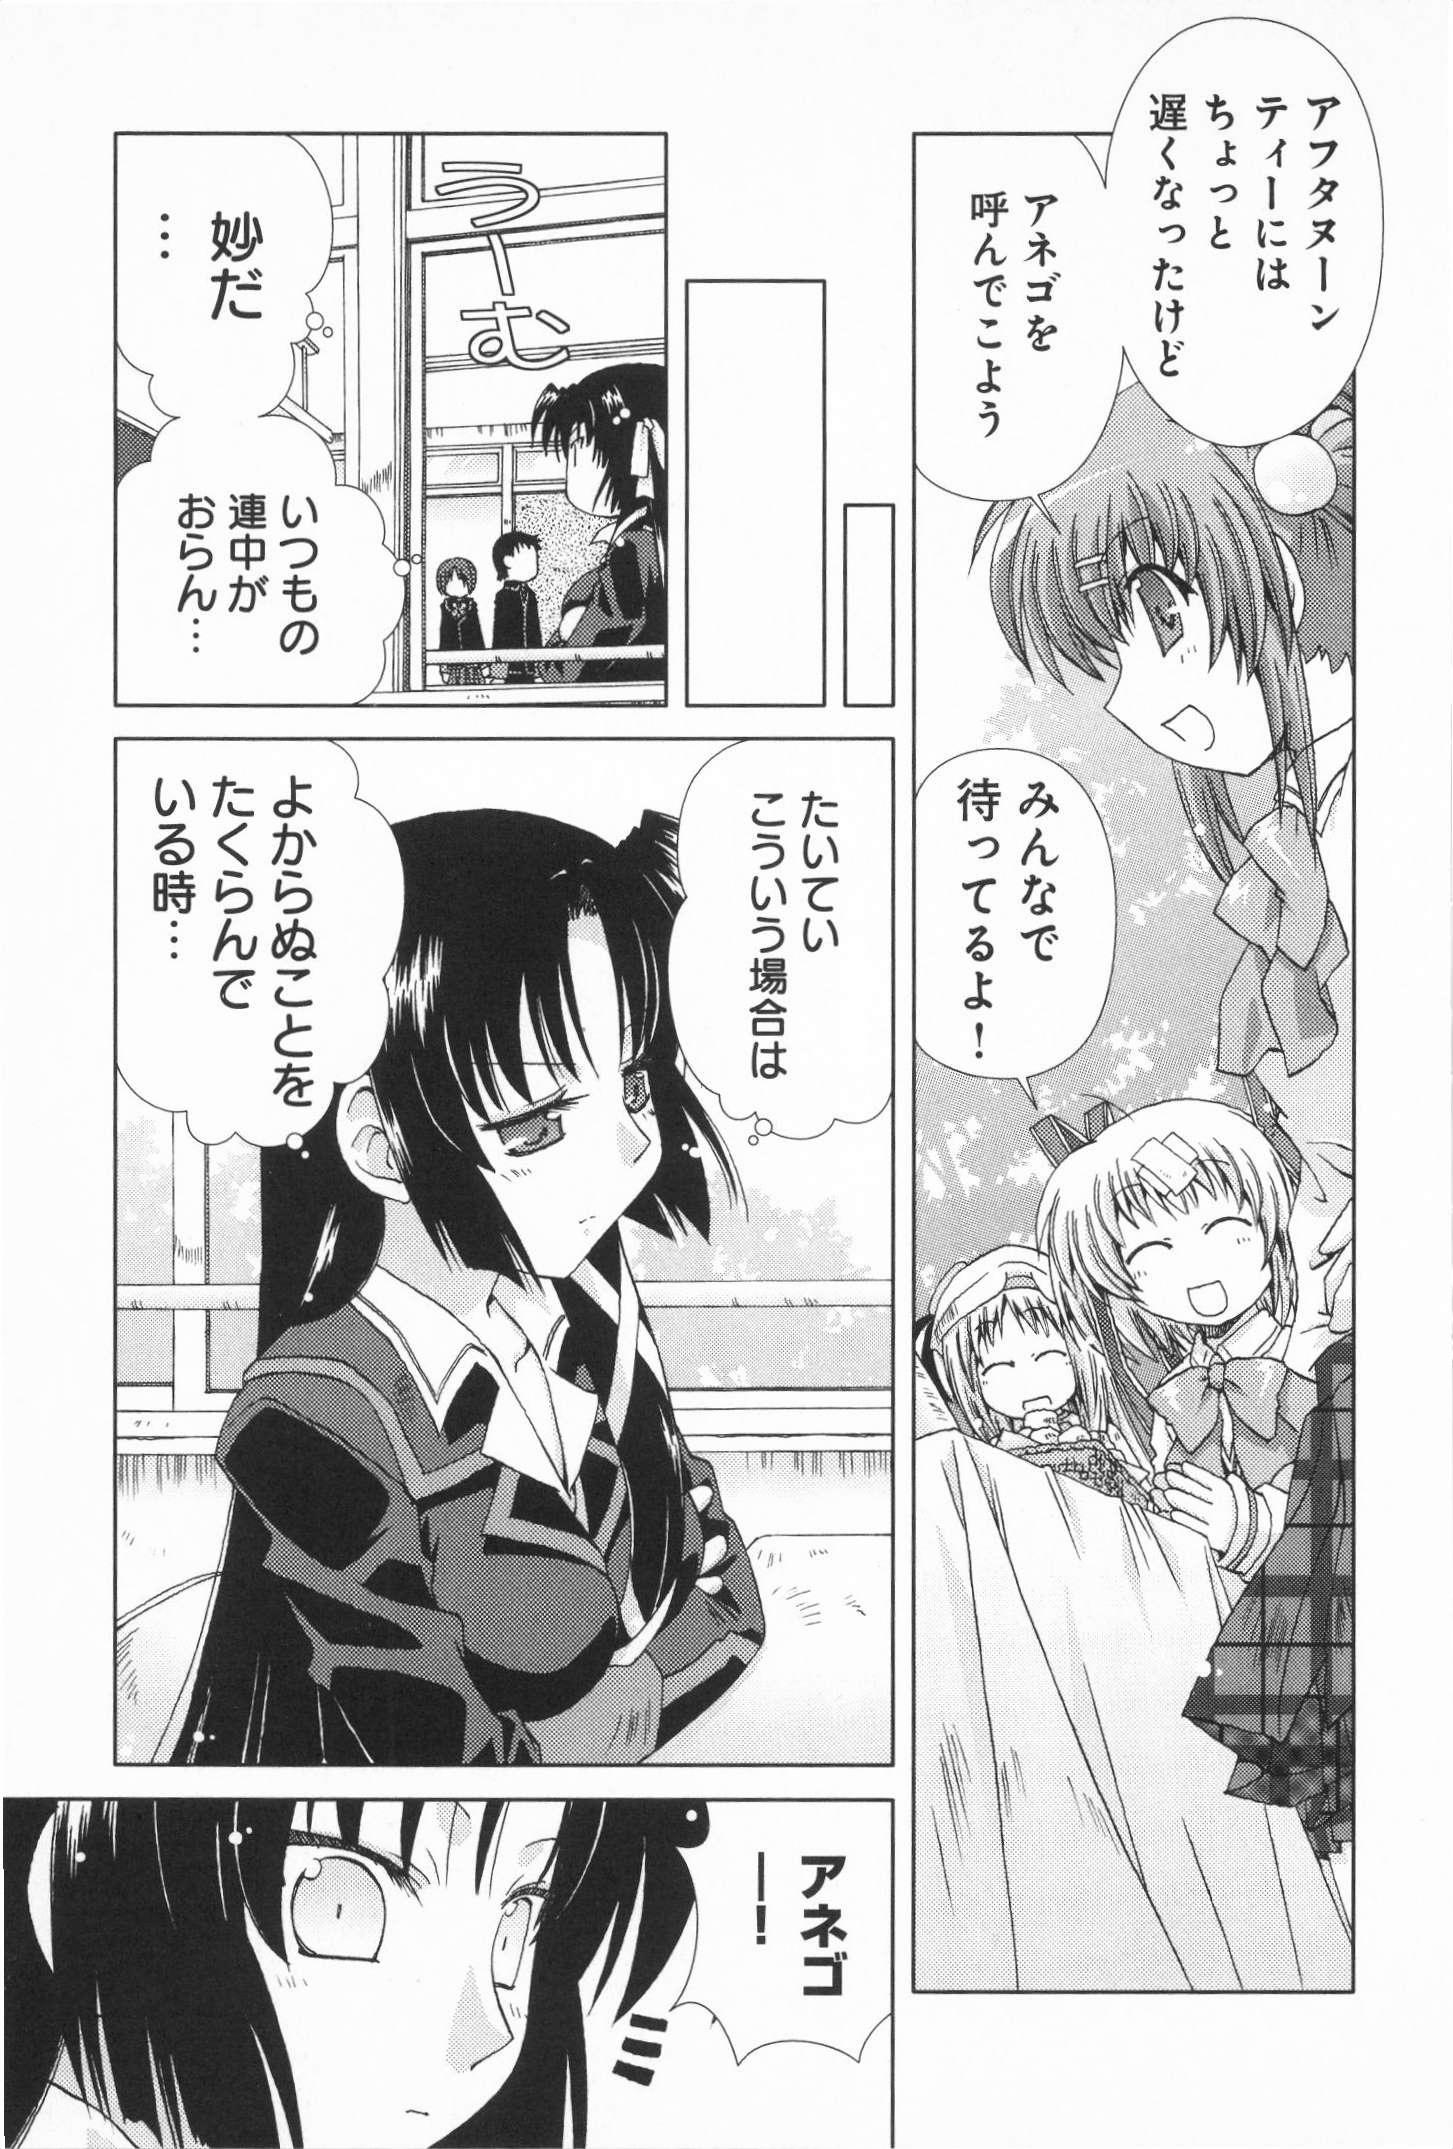 アフタヌーン
ティーには
ちょっと
遅くなったけど
アネゴを
呼んでこよう
みんなで
待ってるよ！
うーむ
妙だ
…
いつもの
連中が
おらん…
たいてい
こういう場合は
よからぬことを
たくらんで
いる時…
アネゴ
ー！